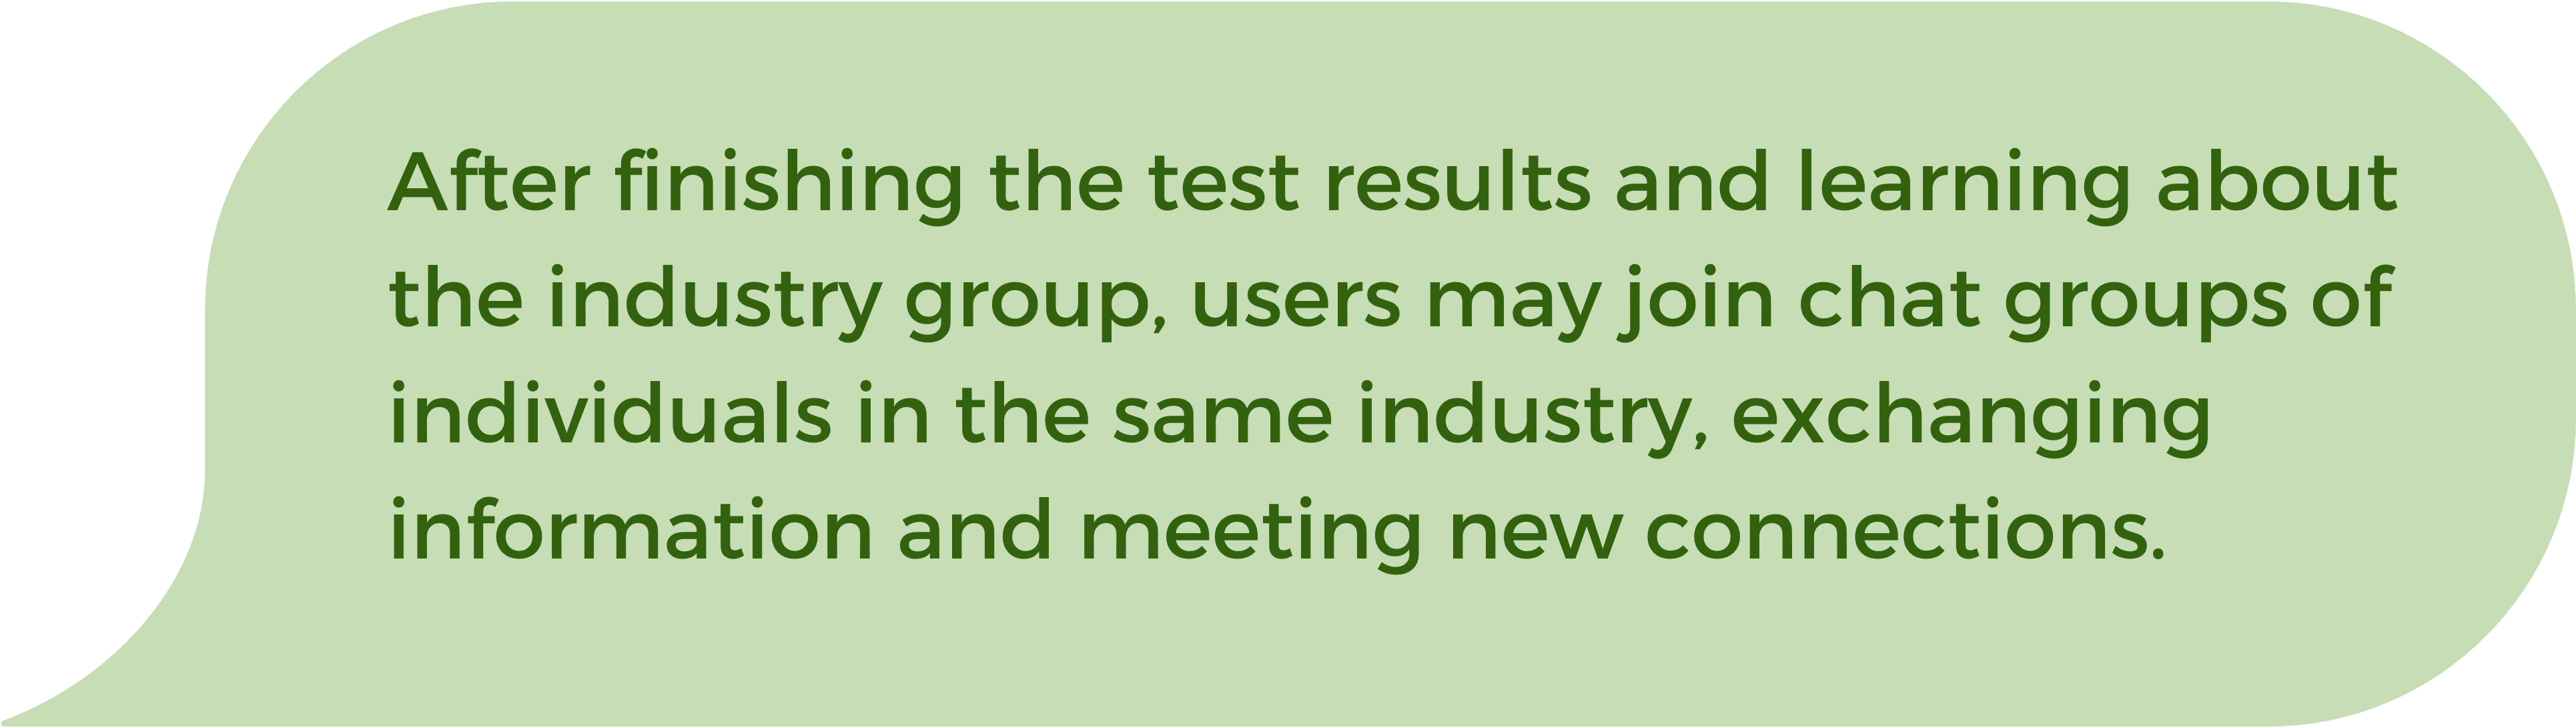 After finishing the test results and learning about
the industry group, users may join chat groups of
individuals in the same industry, exchanging
information and meeting new connections.